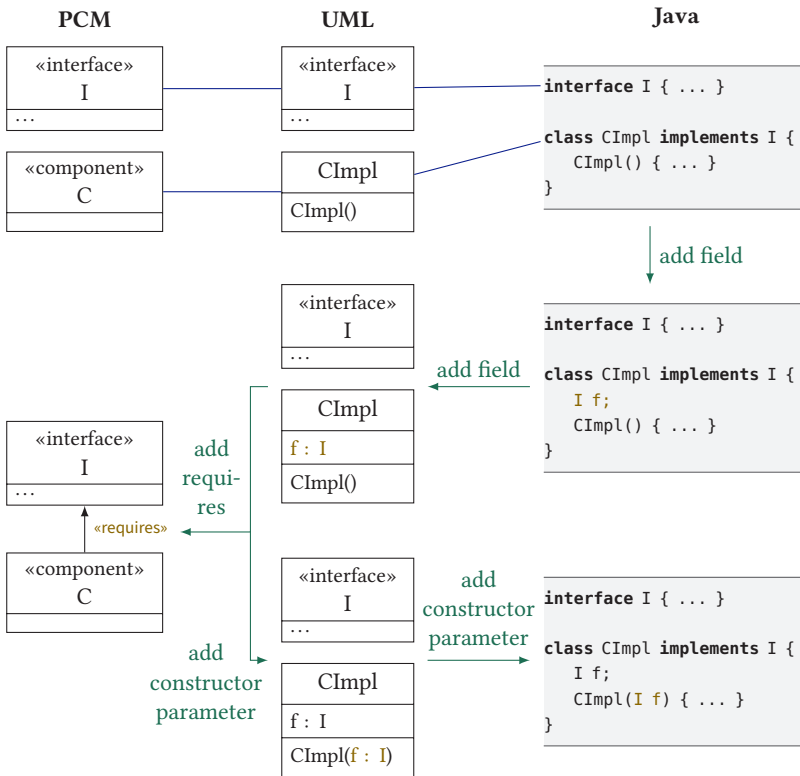 PCM
UML
Java
«interface»
I
...
«interface»
I
...
interface I { ... }
class CImpl implements I {
CImpl() { ... }
}
«component»
C
CImpl
CImpl()
add field
«interface»
I
...
CImpl
f : I
CImpl()
add field
interface I { ... }
class CImpl implements I {
I f;
CImpl() { ... }
}
add
requi-
res
«interface»
I
...
«requires»
«component»
C
add
constructor
parameter
«interface»
I
...
CImpl
f : I
CImpl(f : I)
add
constructor
parameter
interface I { ... }
class CImpl implements I {
I f;
CImpl(I f) { ... }
}